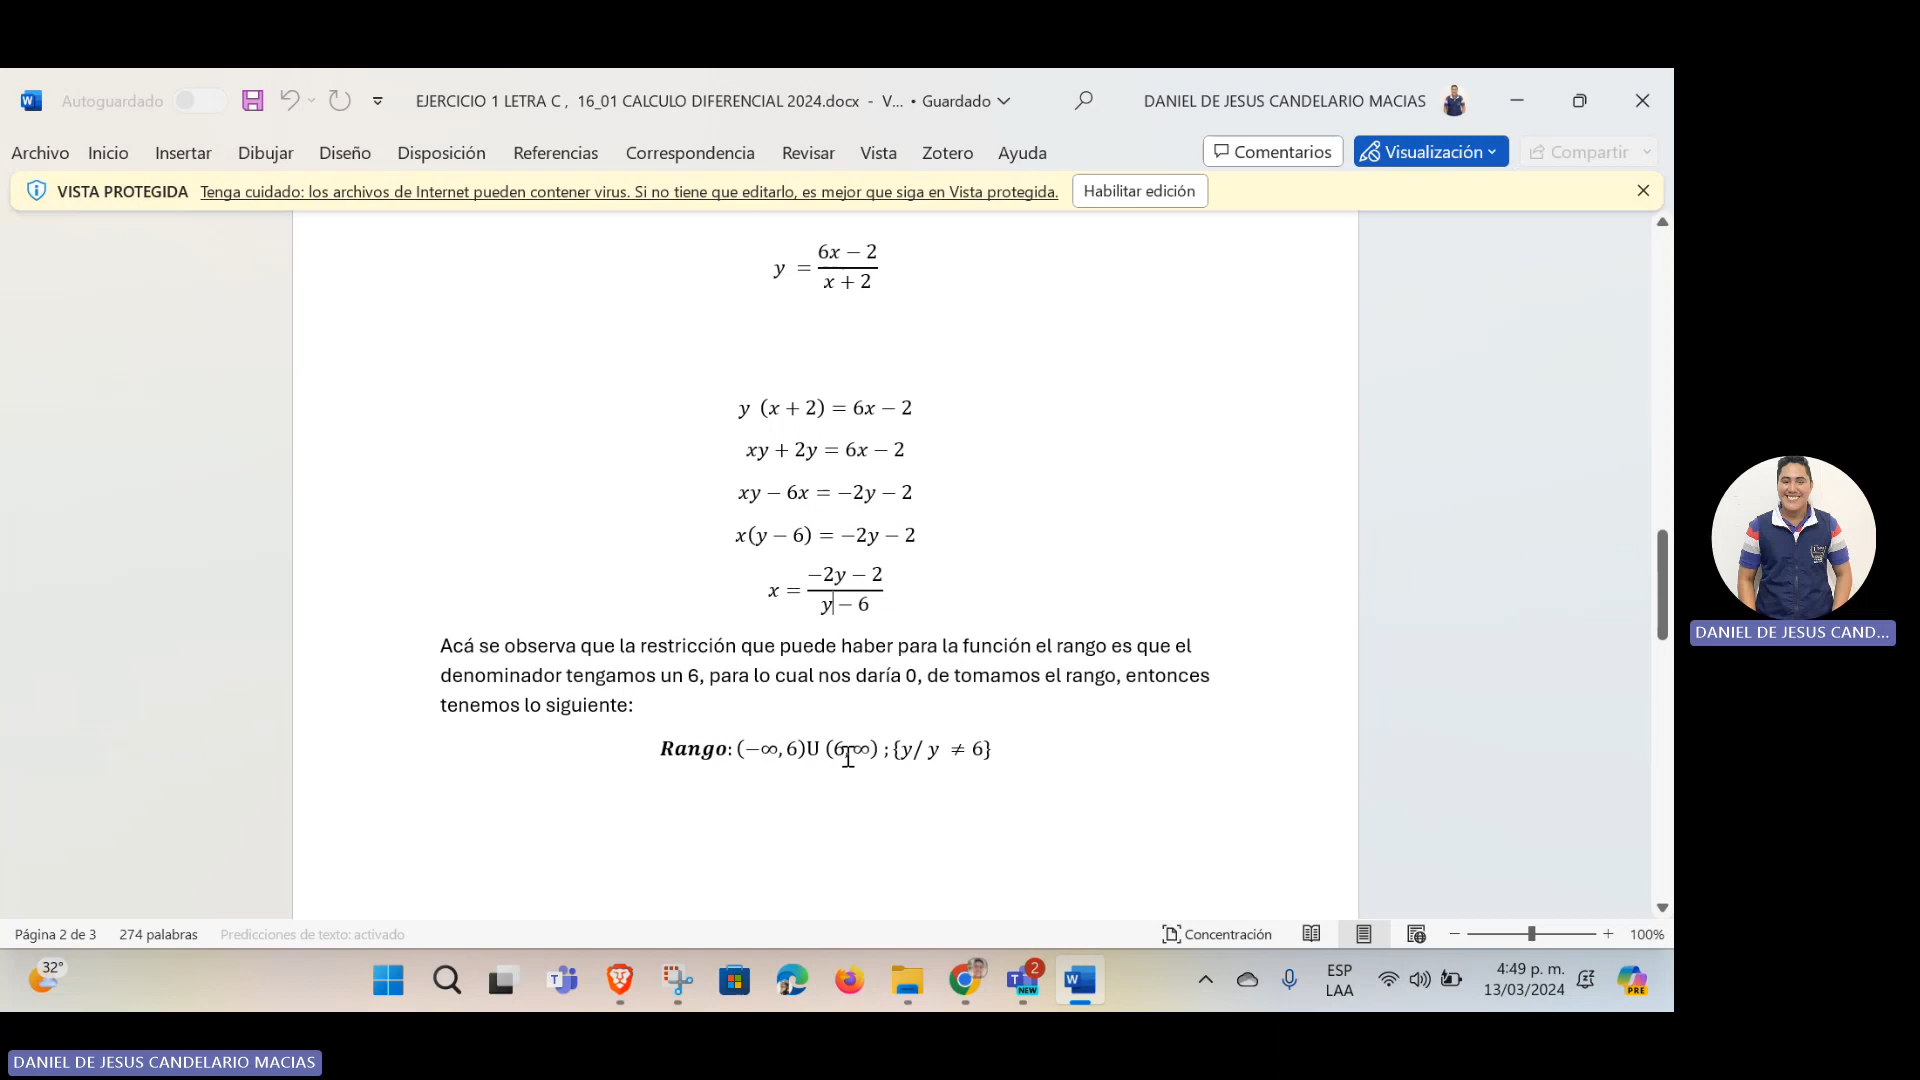 Autoguardado
EJERCICIO 1 LETRA C , 16_01 CALCULO DIFERENCIAL 2024.docx - V... • Guardado
DANIEL DE JESUS CANDELARIO MACIAS
Archivo Inicio Insertar Dibujar Diseño Disposición Referencias Correspondencia Revisar Vista Zotero Ayuda
Comentarios Visualización Compartir
VISTA PROTEGIDA Tenga cuidado: los archivos de Internet pueden contener virus. Si no tiene que editarlo, es mejor que siga en Vista protegida. Habilitar edición
y = (6x − 2)/(x + 2)
y (x + 2) = 6x − 2
xy + 2y = 6x − 2
xy − 6x = −2y − 2
x(y − 6) = −2y − 2
x = (−2y − 2)/(y − 6)
Acá se observa que la restricción que puede haber para la función el rango es que el
denominador tengamos un 6, para lo cual nos daría 0, de tomamos el rango, entonces
tenemos lo siguiente:
Rango: (−∞, 6)U (6,∞) ; {y/ y ≠ 6}
DANIEL DE JESUS CAND...
Página 2 de 3 274 palabras Predicciones de texto: activado
Concentración 100%
32°
2
NEW
PRE
ESP
LAA
4:49 p. m.
13/03/2024
DANIEL DE JESUS CANDELARIO MACIAS